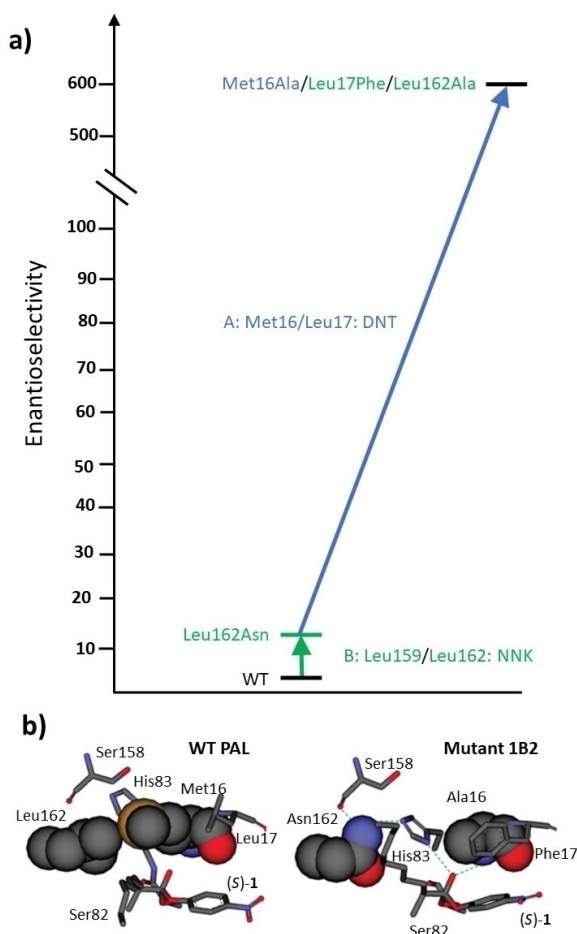 a)
Enantioselectivity
600
500
100
90
80
70
60
50
40
30
20
10
Met16Ala/Leu17Phe/Leu162Ala
A: Met16/Leu17: DNT
Leu162Asn
B: Leu159/Leu162: NNK
WT
b)
WT PAL
Ser158
His83
Met16
Leu162
Leu17
(S)-1
Ser82
Mutant 1B2
Ser158
Ala16
Asn162
His83
Phe17
(S)-1
Ser82